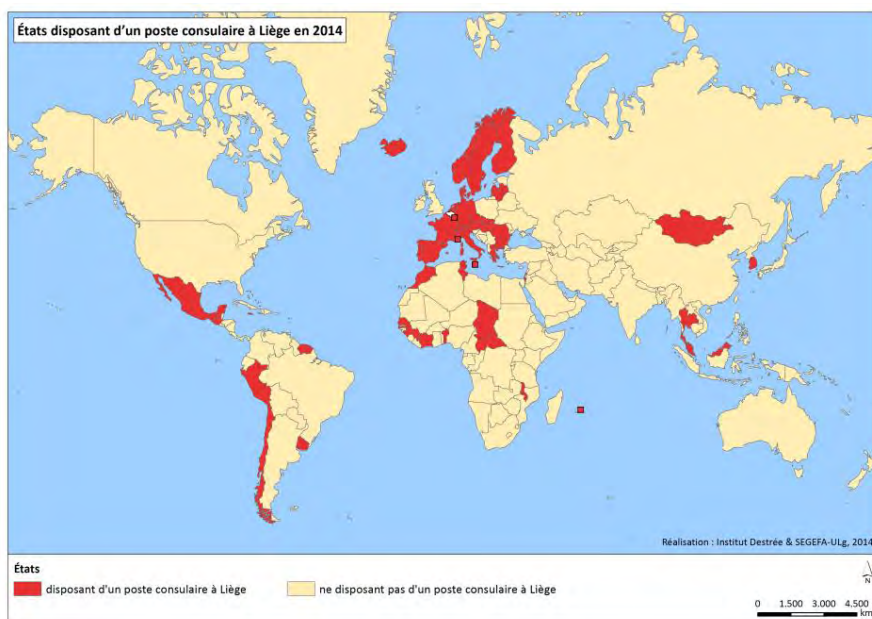 États disposant d'un poste consulaire à Liège en 2014
Réalisation : Institut Destrée & SEGEFA-ULg, 2014
États
disposant d'un poste consulaire à Liège
ne disposant pas d'un poste consulaire à Liège
N
0 1.500 3.000 4.500
km